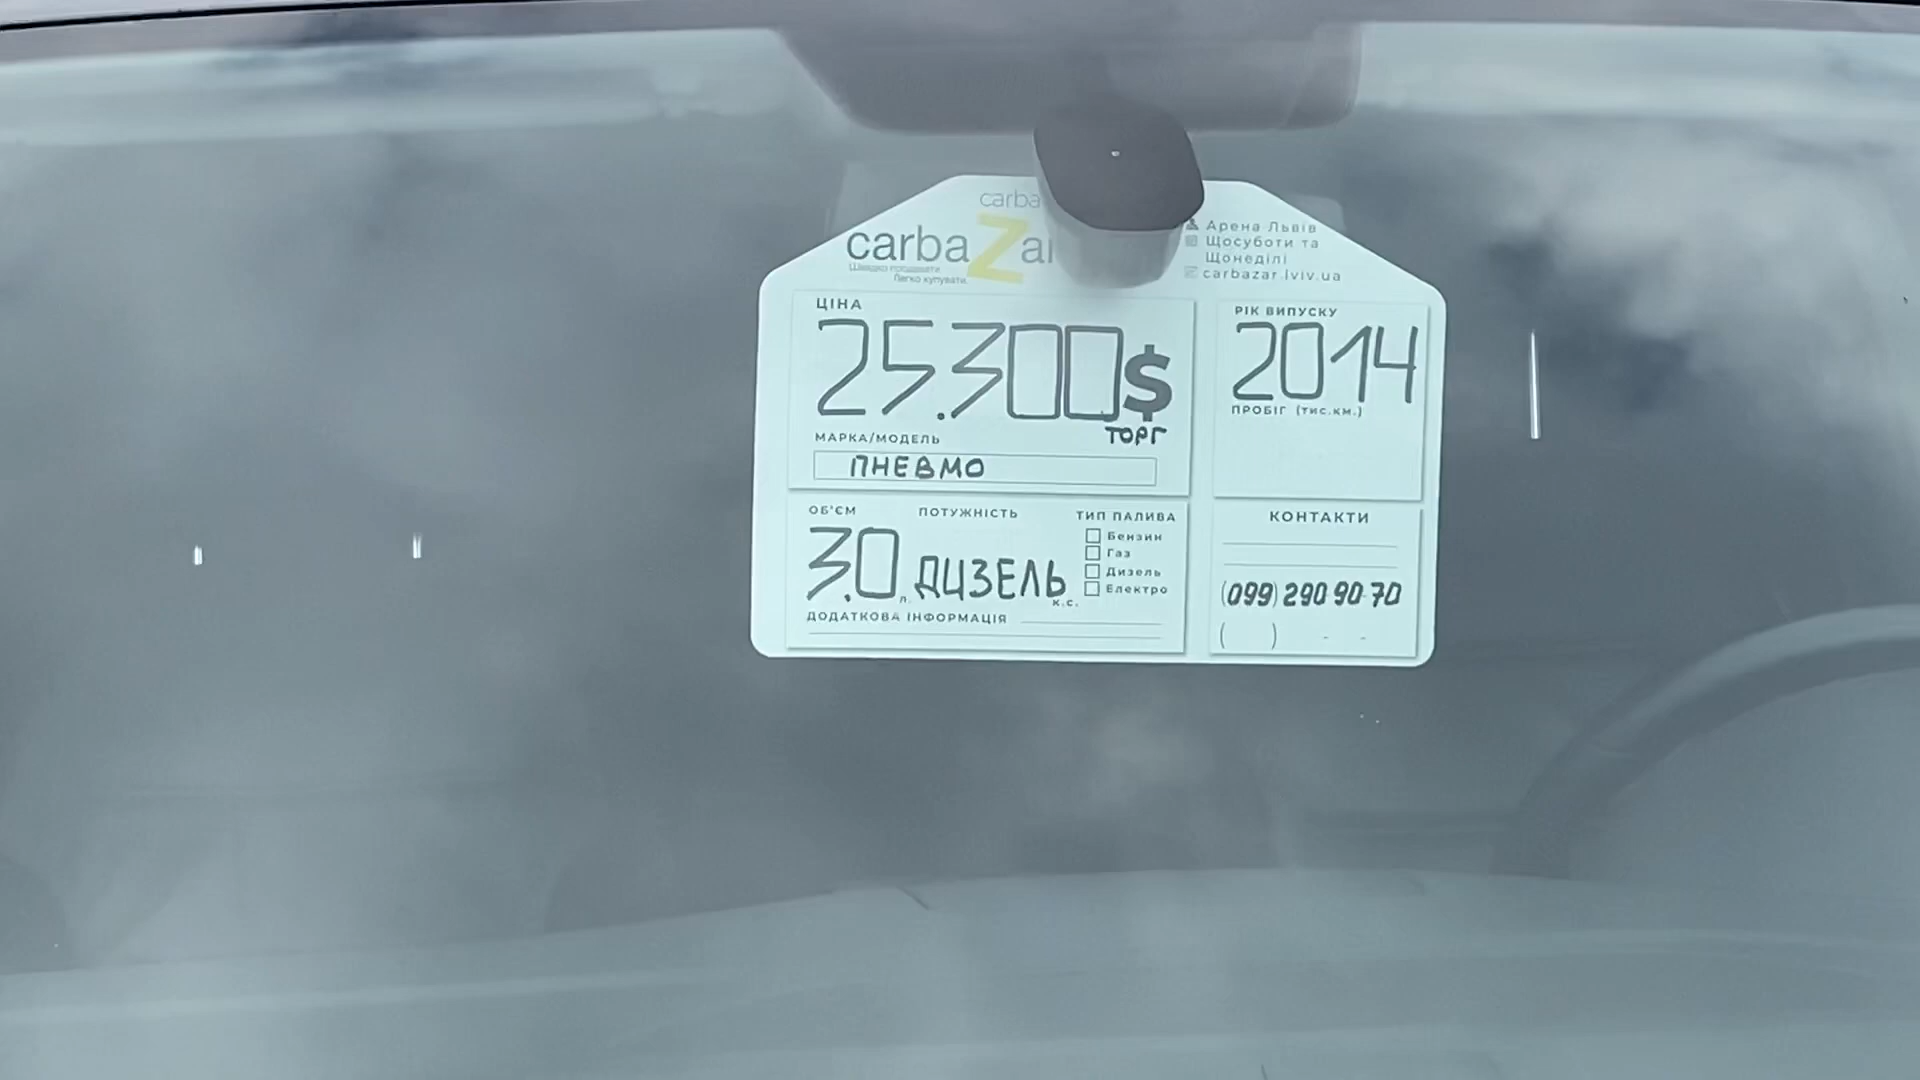 carba
carbaZar
Швидко продавати
Легко купувати.
Арена Львів
Щосуботи та
Щонеділі
carbazar.lviv.ua
ЦІНА
25.300$
ТОРГ
МАРКА/МОДЕЛЬ
ПНЕВМО
РІК ВИПУСКУ
2014
ПРОБІГ (тис.км.)
ОБ'ЄМ ПОТУЖНІСТЬ ТИП ПАЛИВА
3.0 л. ДИЗЕЛЬ к.с.
Бензин
Газ
Дизель
Електро
ДОДАТКОВА ІНФОРМАЦІЯ
КОНТАКТИ
(099) 290 90-70
( ) - -